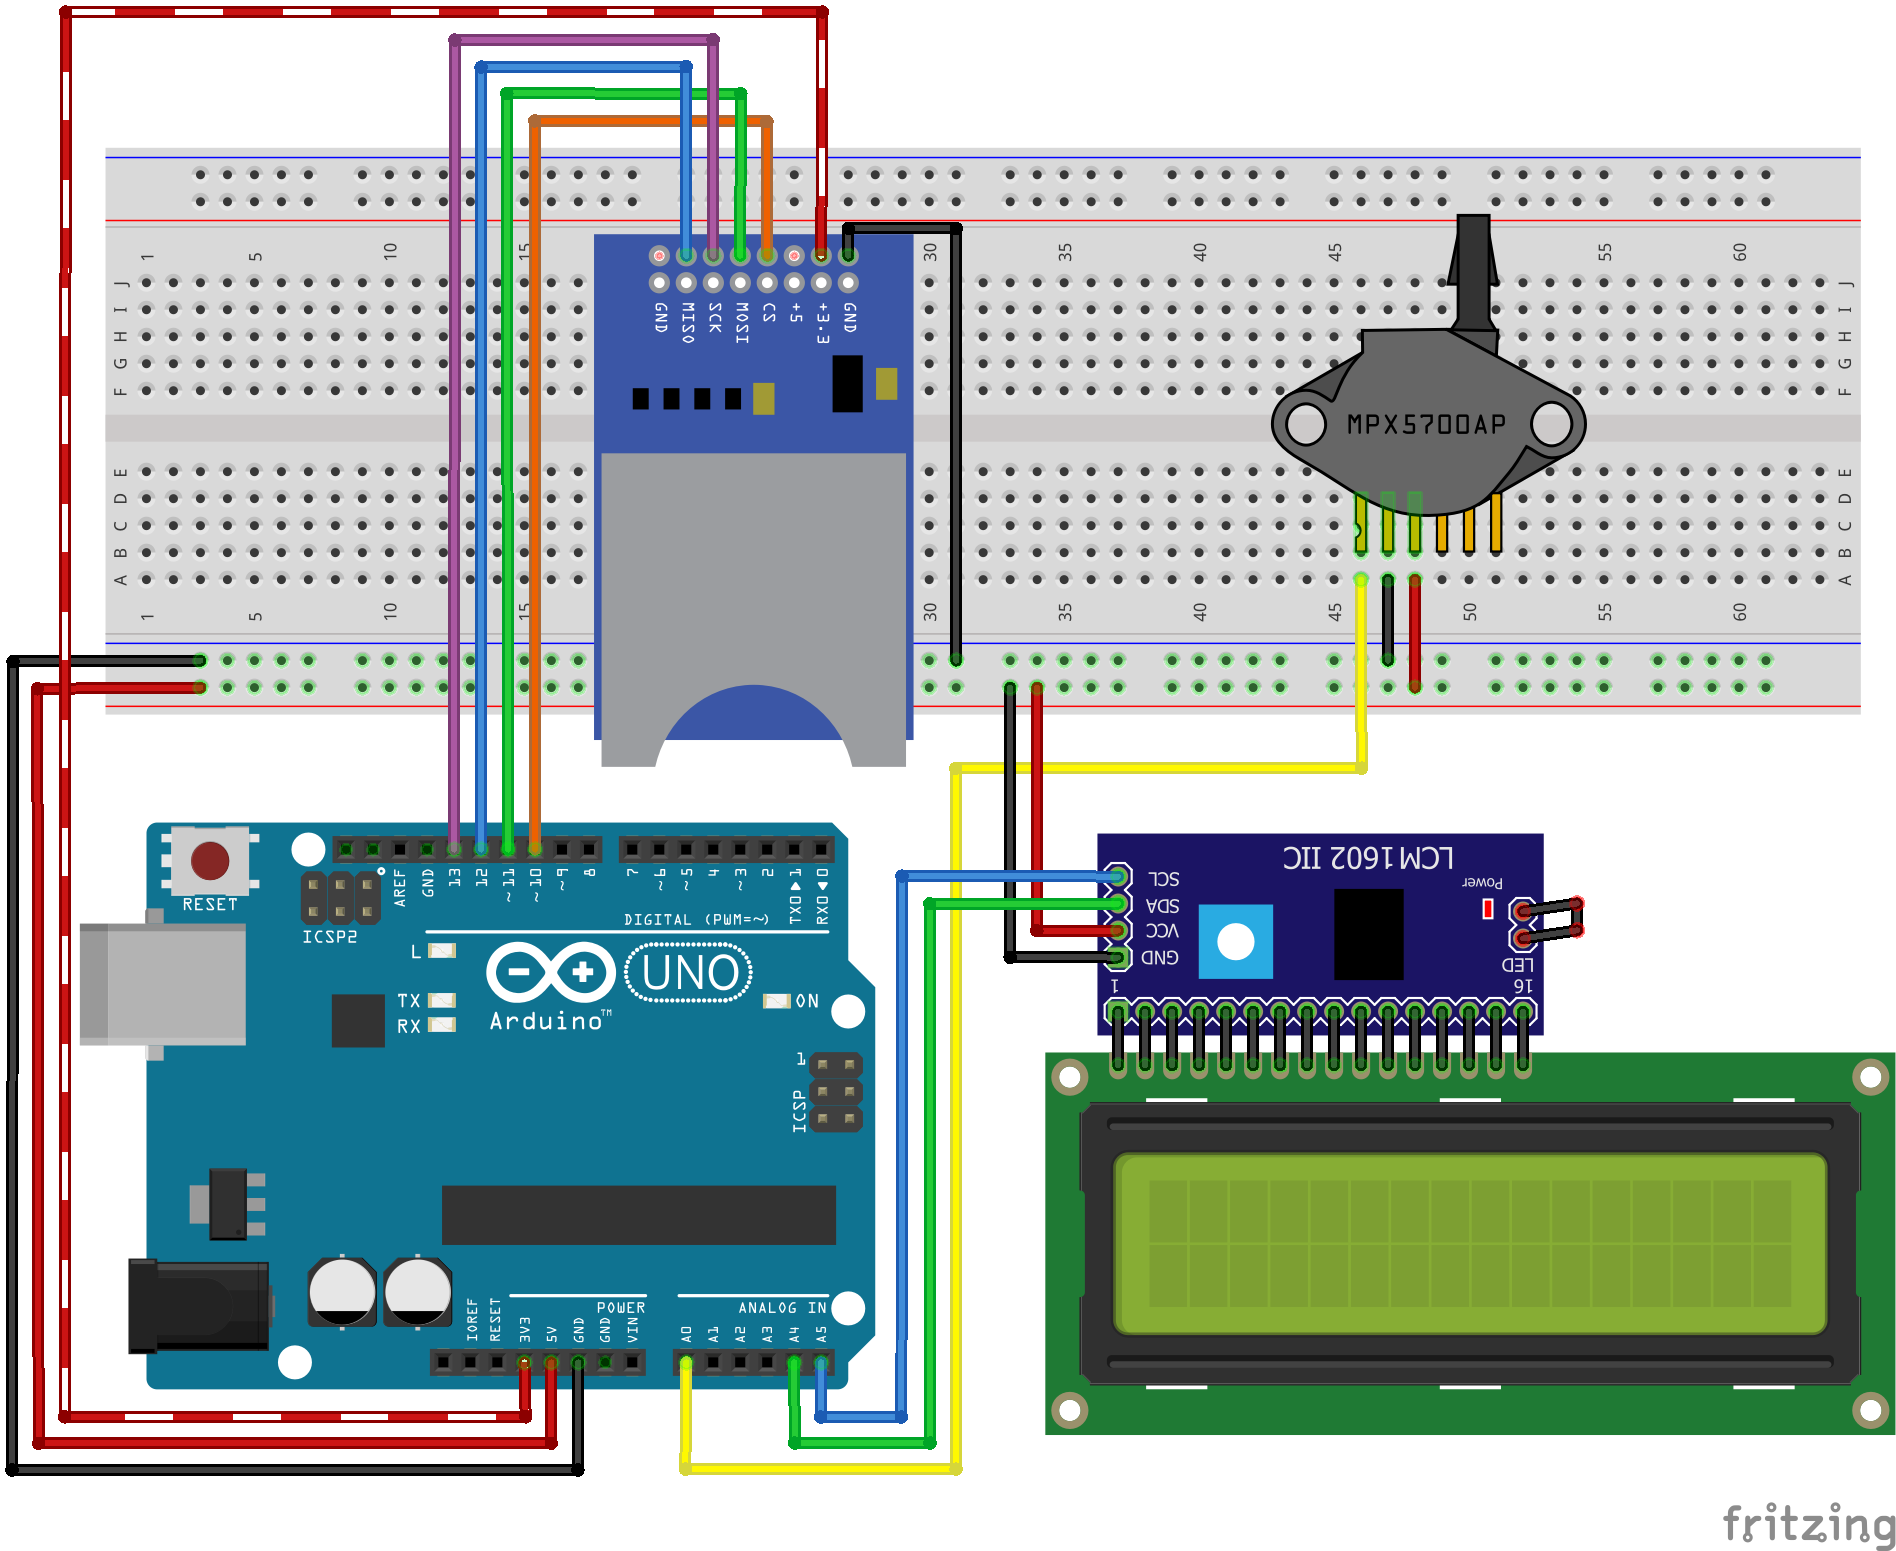 1 5 10 15 30 35 40 45 55 60
J J
I I
H H
G G
F F
GND MISO SCK MOSI CS +5 +3.3 GND
MPX5700AP
E E
D D
C C
B B
A A
1 5 10 15 30 35 40 45 50 55 60
RESET
ICSP2
AREF GND 13 12 ~11 ~10 ~9 8 7 ~6 ~5 4 ~3 2 TX0▶1 RX0◀0
DIGITAL (PWM=~)
L
TX
RX
UNO
Arduino™
ON
1
ICSP
IOREF RESET 3V3 5V GND GND VIN
POWER
A0 A1 A2 A3 A4 A5
ANALOG IN
LCM1602 IIC
SCL
SDA
VCC
GND
Power
LED
1 16
fritzing